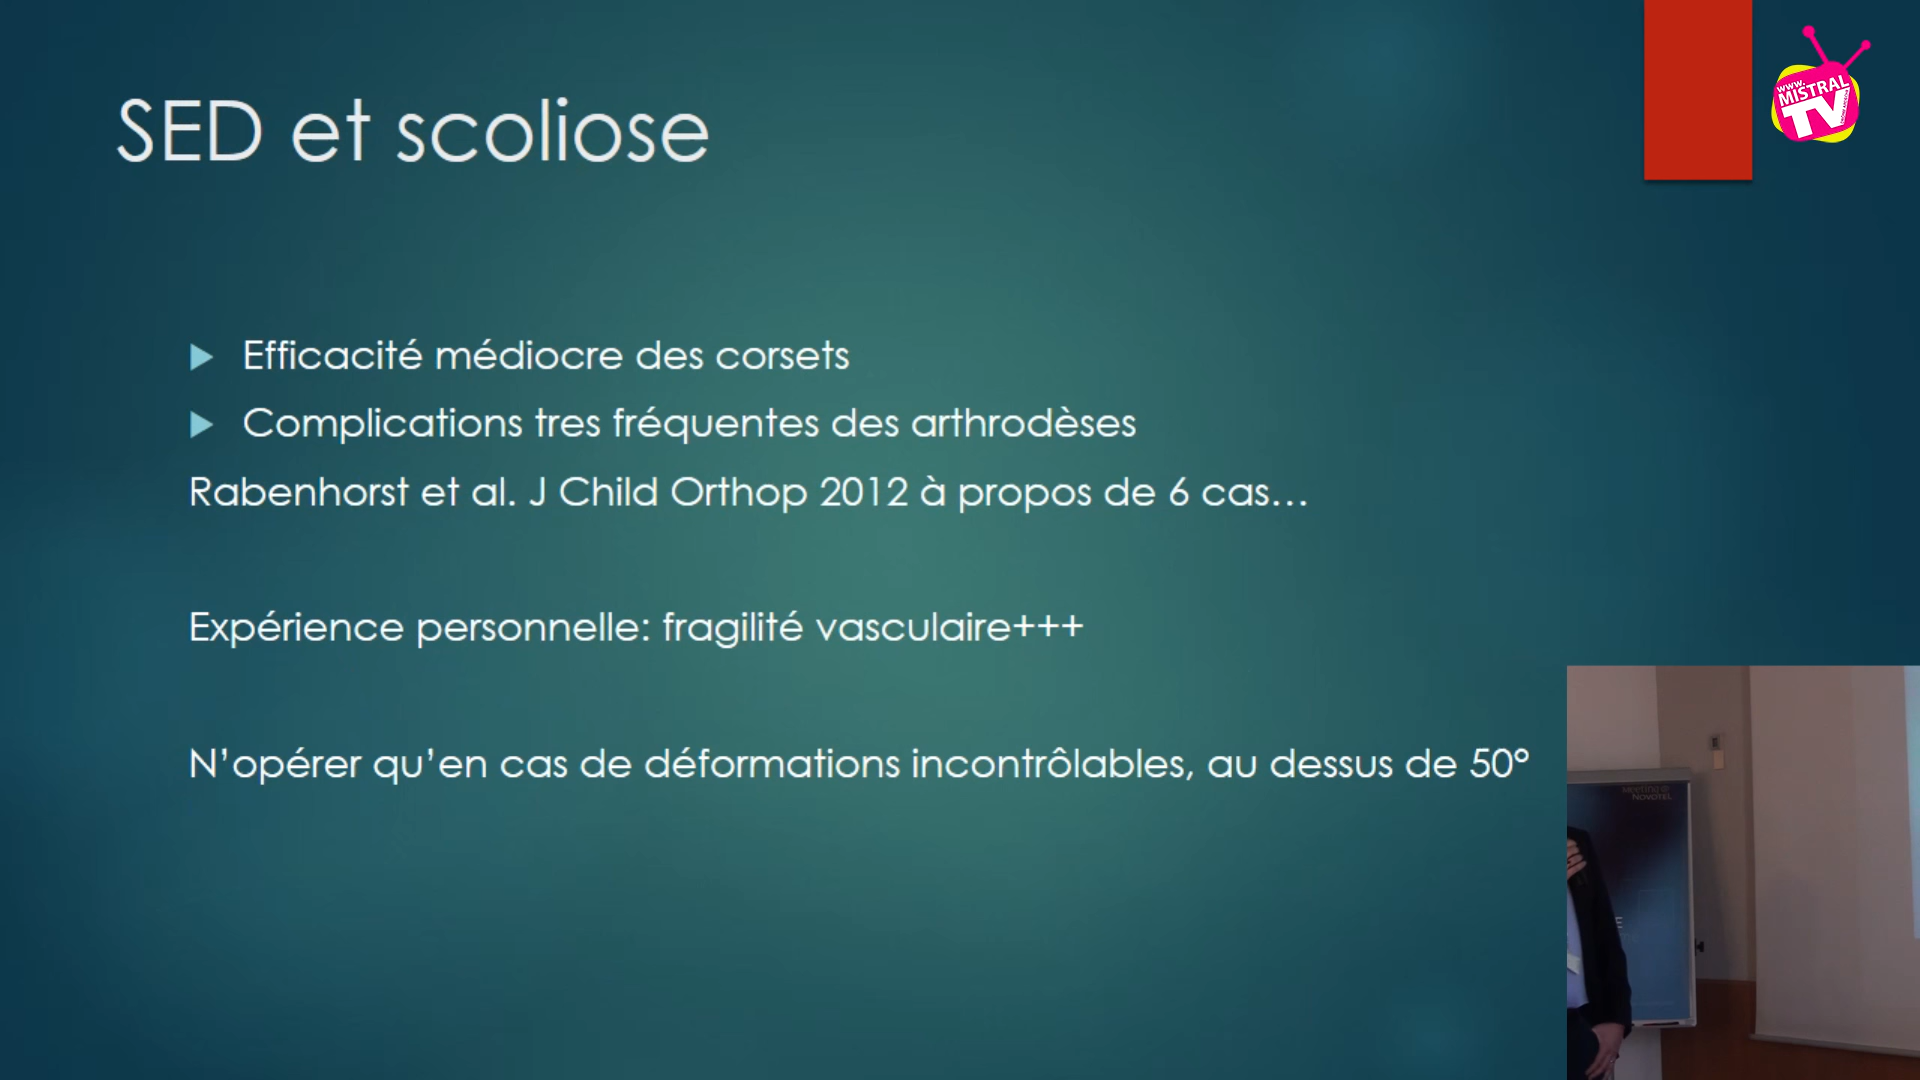 SED et scoliose
www.
MISTRAL
TV
Efficacité médiocre des corsets
Complications tres fréquentes des arthrodèses
Rabenhorst et al. J Child Orthop 2012 à propos de 6 cas…
Expérience personnelle: fragilité vasculaire+++
N’opérer qu’en cas de déformations incontrôlables, au dessus de 50°
Meeting @
NOVOTEL